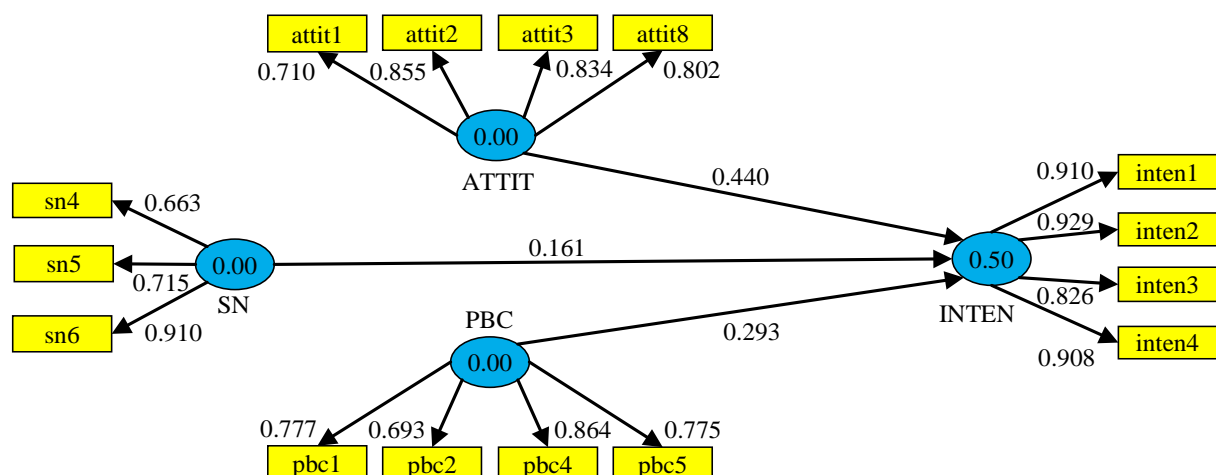 attit1 attit2 attit3 attit8
0.710 0.855 0.834 0.802
0.00
ATTIT
0.440
sn4 0.663
sn5
0.715
sn6 0.910
0.00
SN
0.161
0.910 inten1
0.929 inten2
0.50
INTEN
0.826 inten3
0.908 inten4
PBC
0.00
0.293
0.777 0.693 0.864 0.775
pbc1 pbc2 pbc4 pbc5